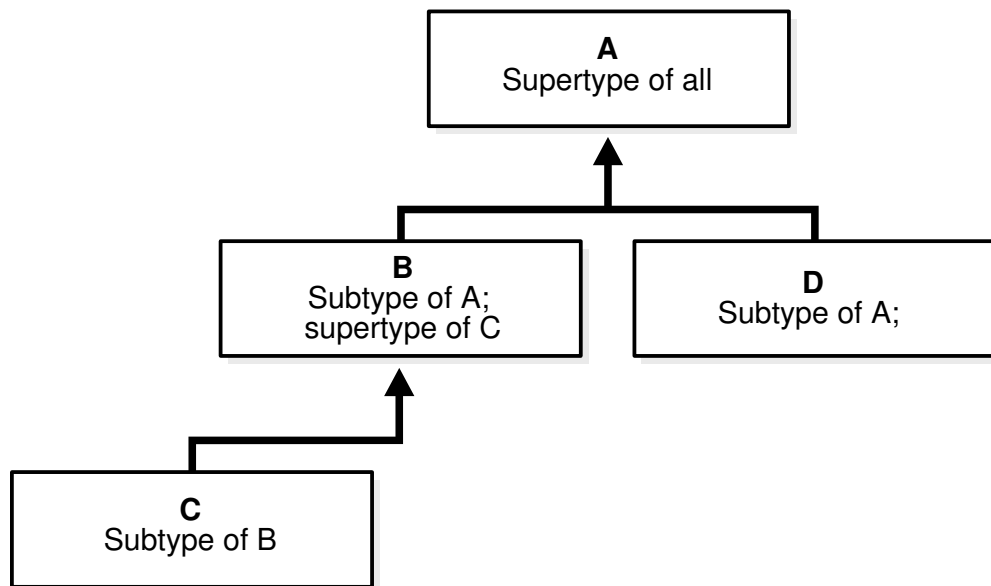 A
Supertype of all
B
Subtype of A;
supertype of C
D
Subtype of A;
C
Subtype of B